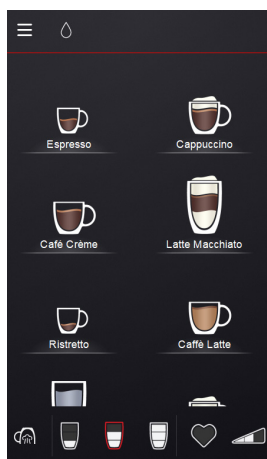 Espresso
Cappuccino
Café Crème
Latte Macchiato
Ristretto
Caffè Latte